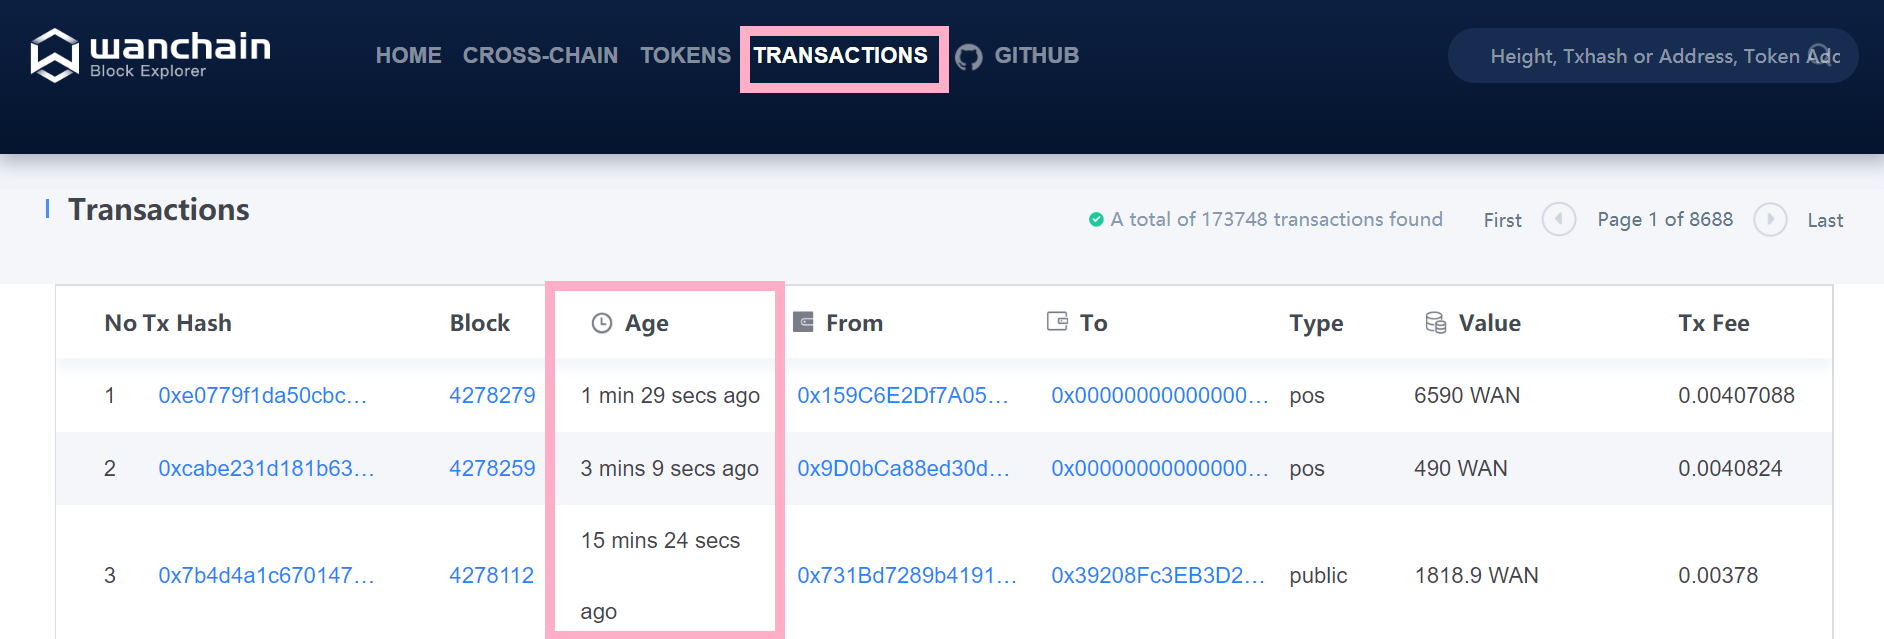 wanchain
Block Explorer
HOME CROSS-CHAIN TOKENS TRANSACTIONS GITHUB
Height, Txhash or Address, Token Adc
Transactions
A total of 173748 transactions found First Page 1 of 8688 Last
No Tx Hash Block Age From To Type Value Tx Fee
1 0xe0779f1da50cbc... 4278279 1 min 29 secs ago 0x159C6E2Df7A05... 0x00000000000000... pos 6590 WAN 0.00407088
2 0xcabe231d181b63... 4278259 3 mins 9 secs ago 0x9D0bCa88ed30d... 0x00000000000000... pos 490 WAN 0.0040824
3 0x7b4d4a1c670147... 4278112 15 mins 24 secs ago 0x731Bd7289b4191... 0x39208Fc3EB3D2... public 1818.9 WAN 0.00378